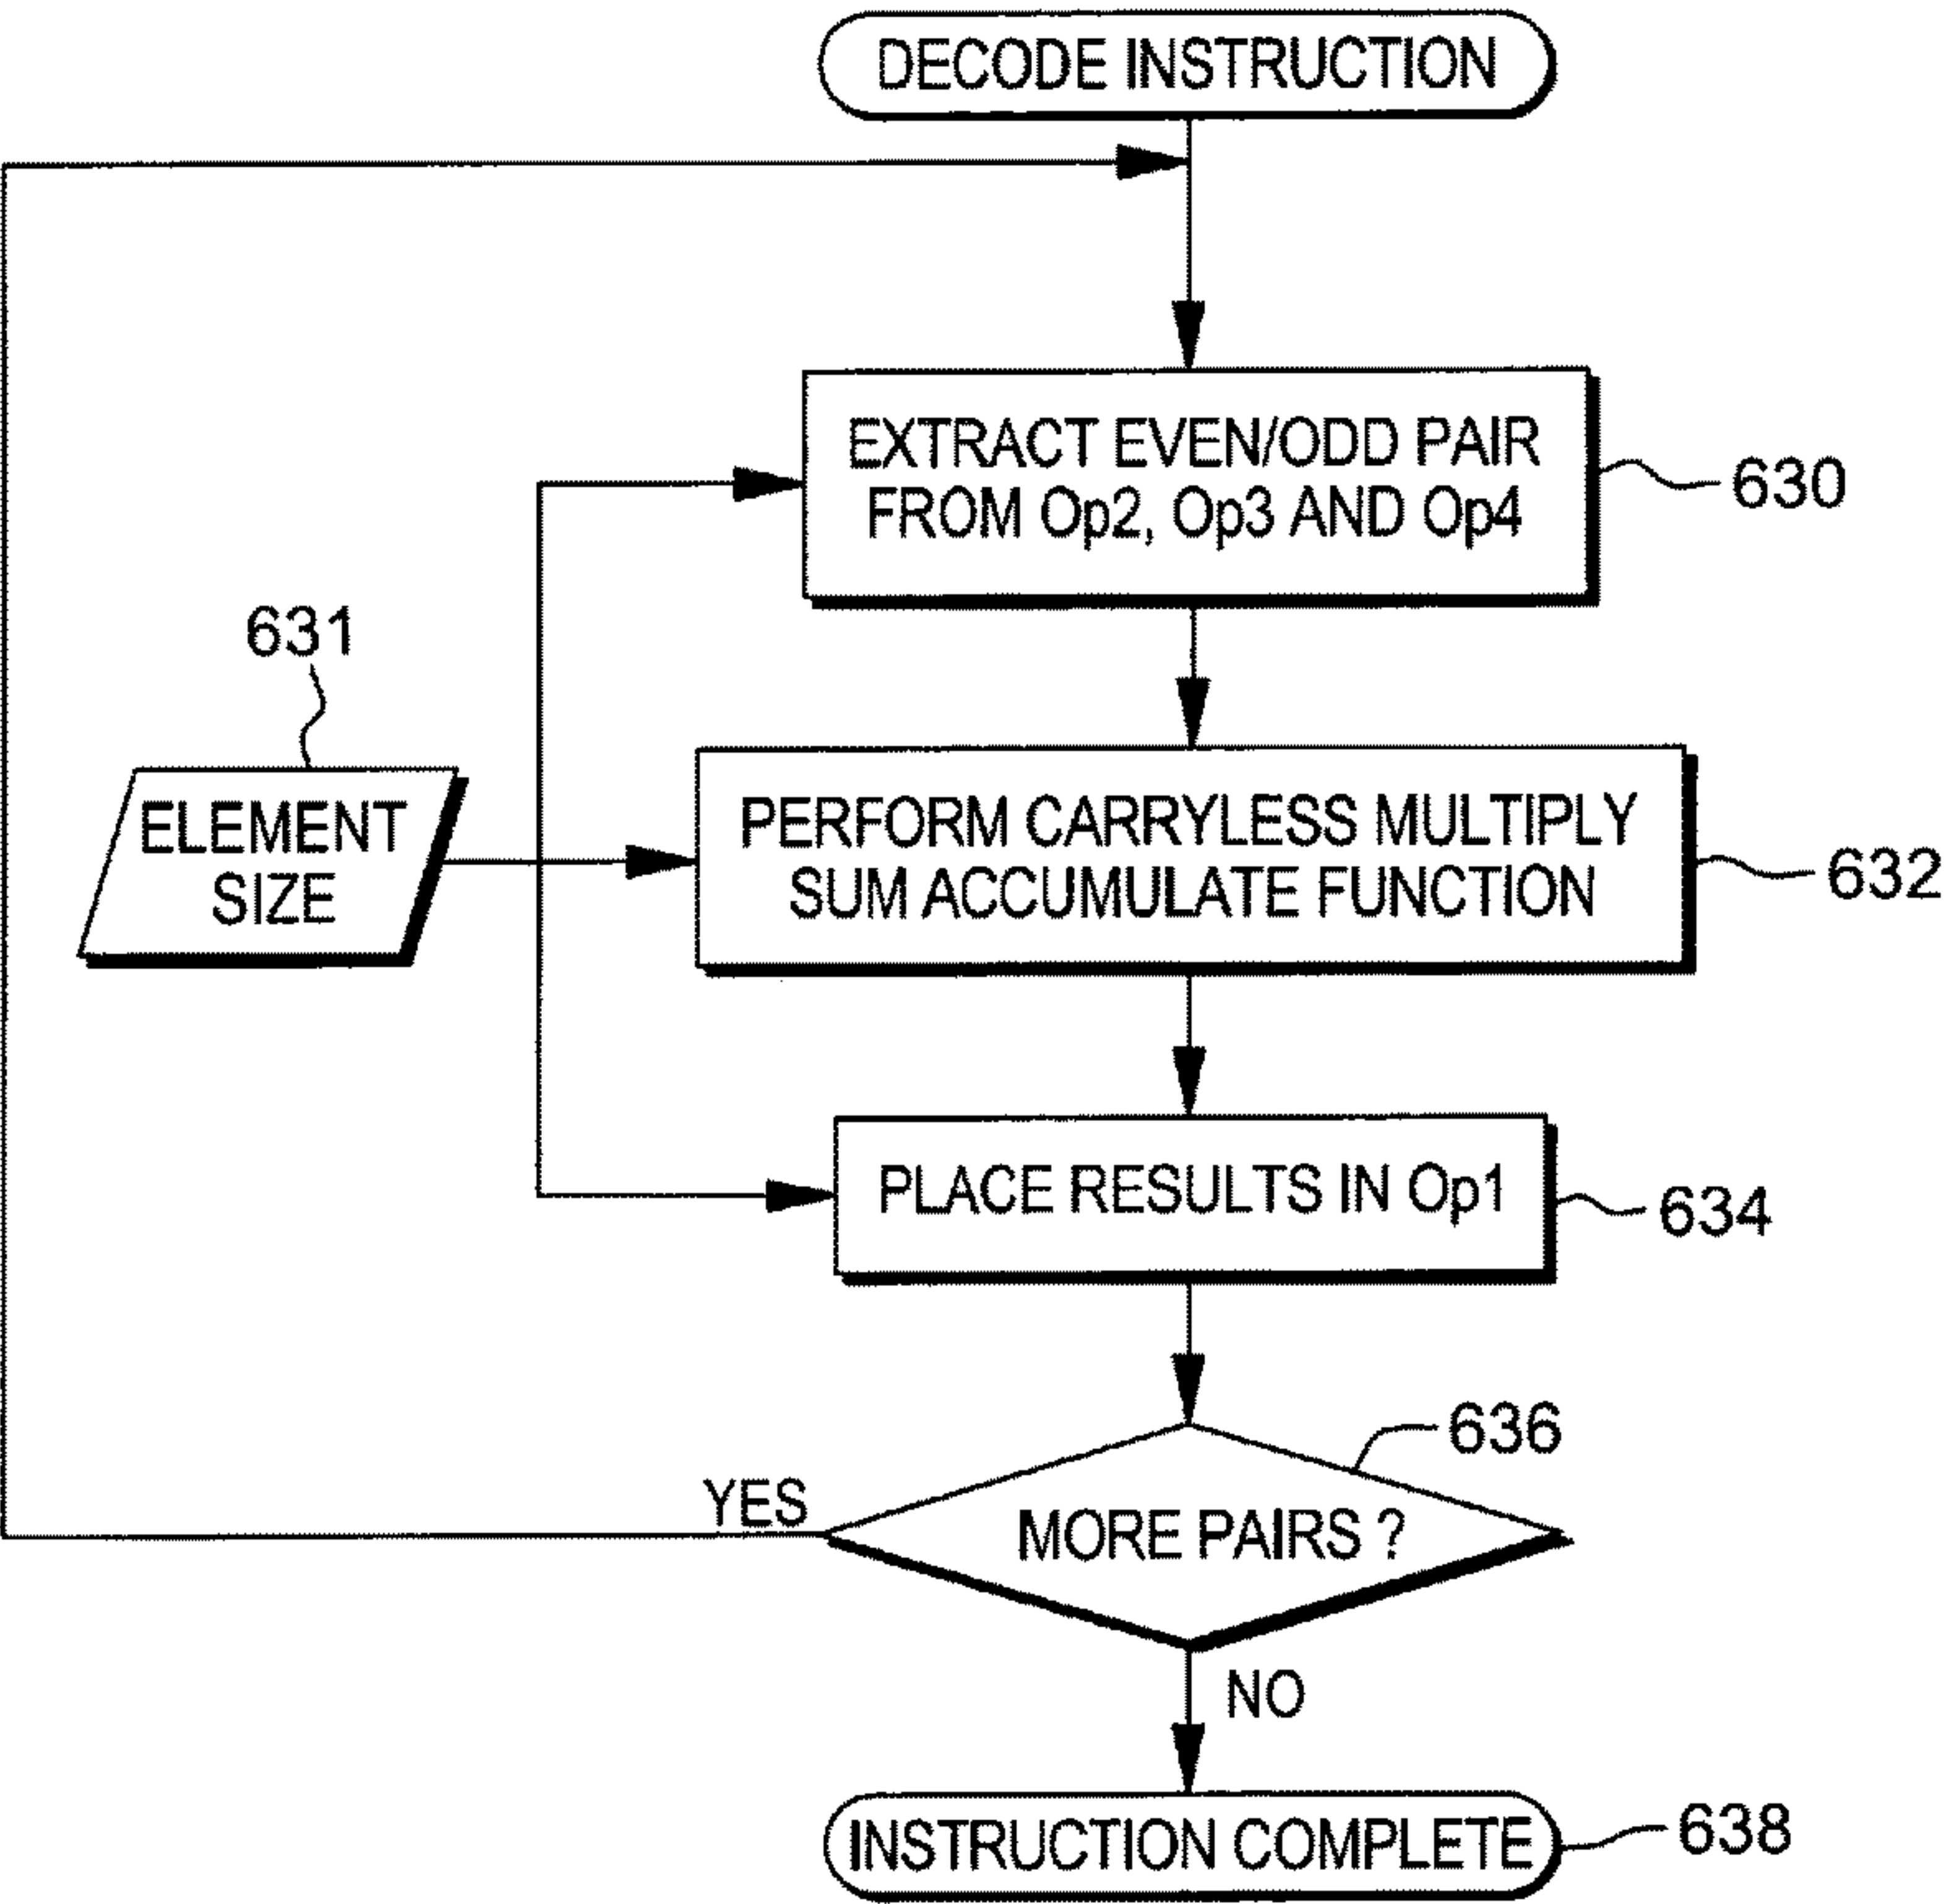 DECODE INSTRUCTION
EXTRACT EVEN/ODD PAIR
FROM Op2, Op3 AND Op4
630
631
ELEMENT
SIZE
PERFORM CARRYLESS MULTIPLY
SUM ACCUMULATE FUNCTION
632
PLACE RESULTS IN Op1
634
636
YES
MORE PAIRS ?
NO
INSTRUCTION COMPLETE
638